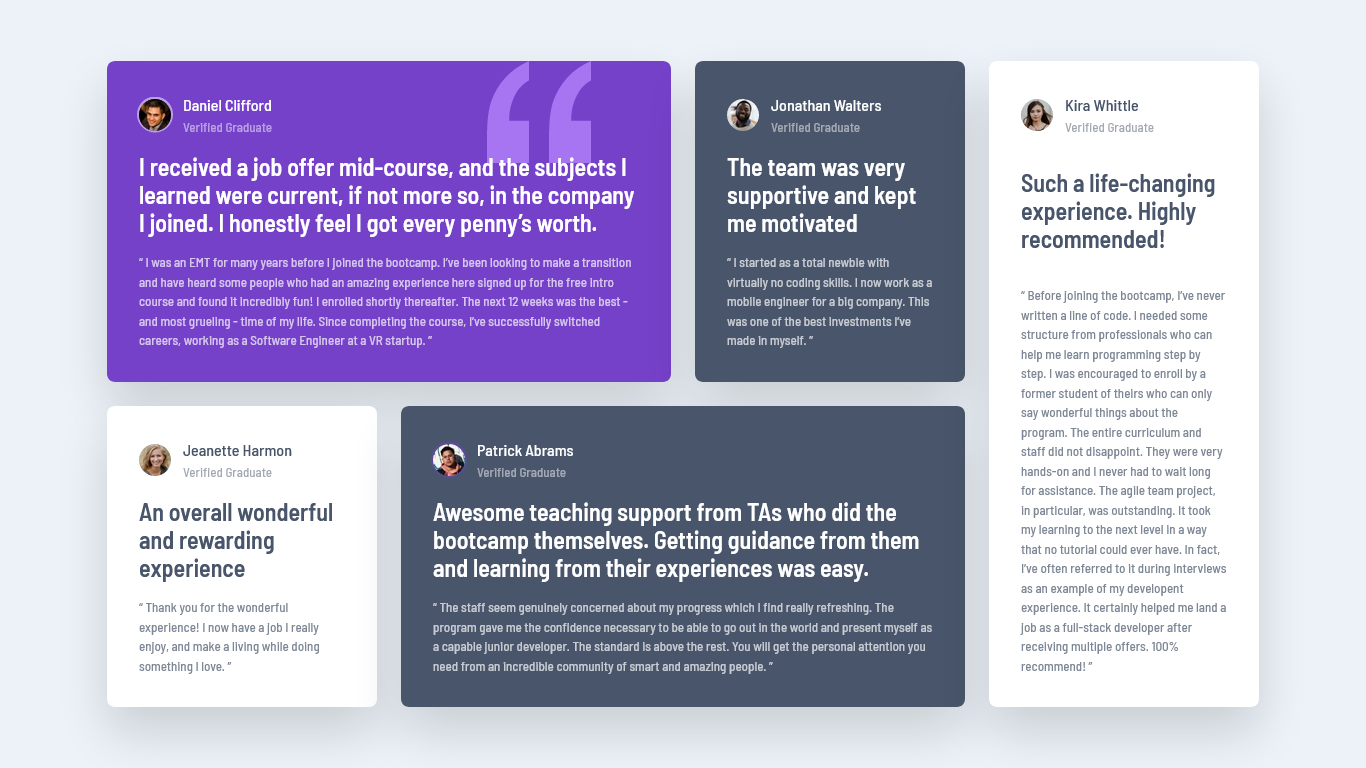 Daniel Clifford
Verified Graduate
I received a job offer mid-course, and the subjects I
learned were current, if not more so, in the company
I joined. I honestly feel I got every penny’s worth.
“ I was an EMT for many years before I joined the bootcamp. I’ve been looking to make a transition
and have heard some people who had an amazing experience here signed up for the free intro
course and found it incredibly fun! I enrolled shortly thereafter. The next 12 weeks was the best -
and most grueling - time of my life. Since completing the course, I’ve successfully switched
careers, working as a Software Engineer at a VR startup. ”
Jonathan Walters
Verified Graduate
The team was very
supportive and kept
me motivated
“ I started as a total newbie with
virtually no coding skills. I now work as a
mobile engineer for a big company. This
was one of the best investments I’ve
made in myself. ”
Kira Whittle
Verified Graduate
Such a life-changing
experience. Highly
recommended!
“ Before joining the bootcamp, I’ve never
written a line of code. I needed some
structure from professionals who can
help me learn programming step by
step. I was encouraged to enroll by a
former student of theirs who can only
say wonderful things about the
program. The entire curriculum and
staff did not disappoint. They were very
hands-on and I never had to wait long
for assistance. The agile team project,
in particular, was outstanding. It took
my learning to the next level in a way
that no tutorial could ever have. In fact,
I’ve often referred to it during interviews
as an example of my developent
experience. It certainly helped me land a
job as a full-stack developer after
receiving multiple offers. 100%
recommend! ”
Jeanette Harmon
Verified Graduate
An overall wonderful
and rewarding
experience
“ Thank you for the wonderful
experience! I now have a job I really
enjoy, and make a living while doing
something I love. ”
Patrick Abrams
Verified Graduate
Awesome teaching support from TAs who did the
bootcamp themselves. Getting guidance from them
and learning from their experiences was easy.
“ The staff seem genuinely concerned about my progress which I find really refreshing. The
program gave me the confidence necessary to be able to go out in the world and present myself as
a capable junior developer. The standard is above the rest. You will get the personal attention you
need from an incredible community of smart and amazing people. ”